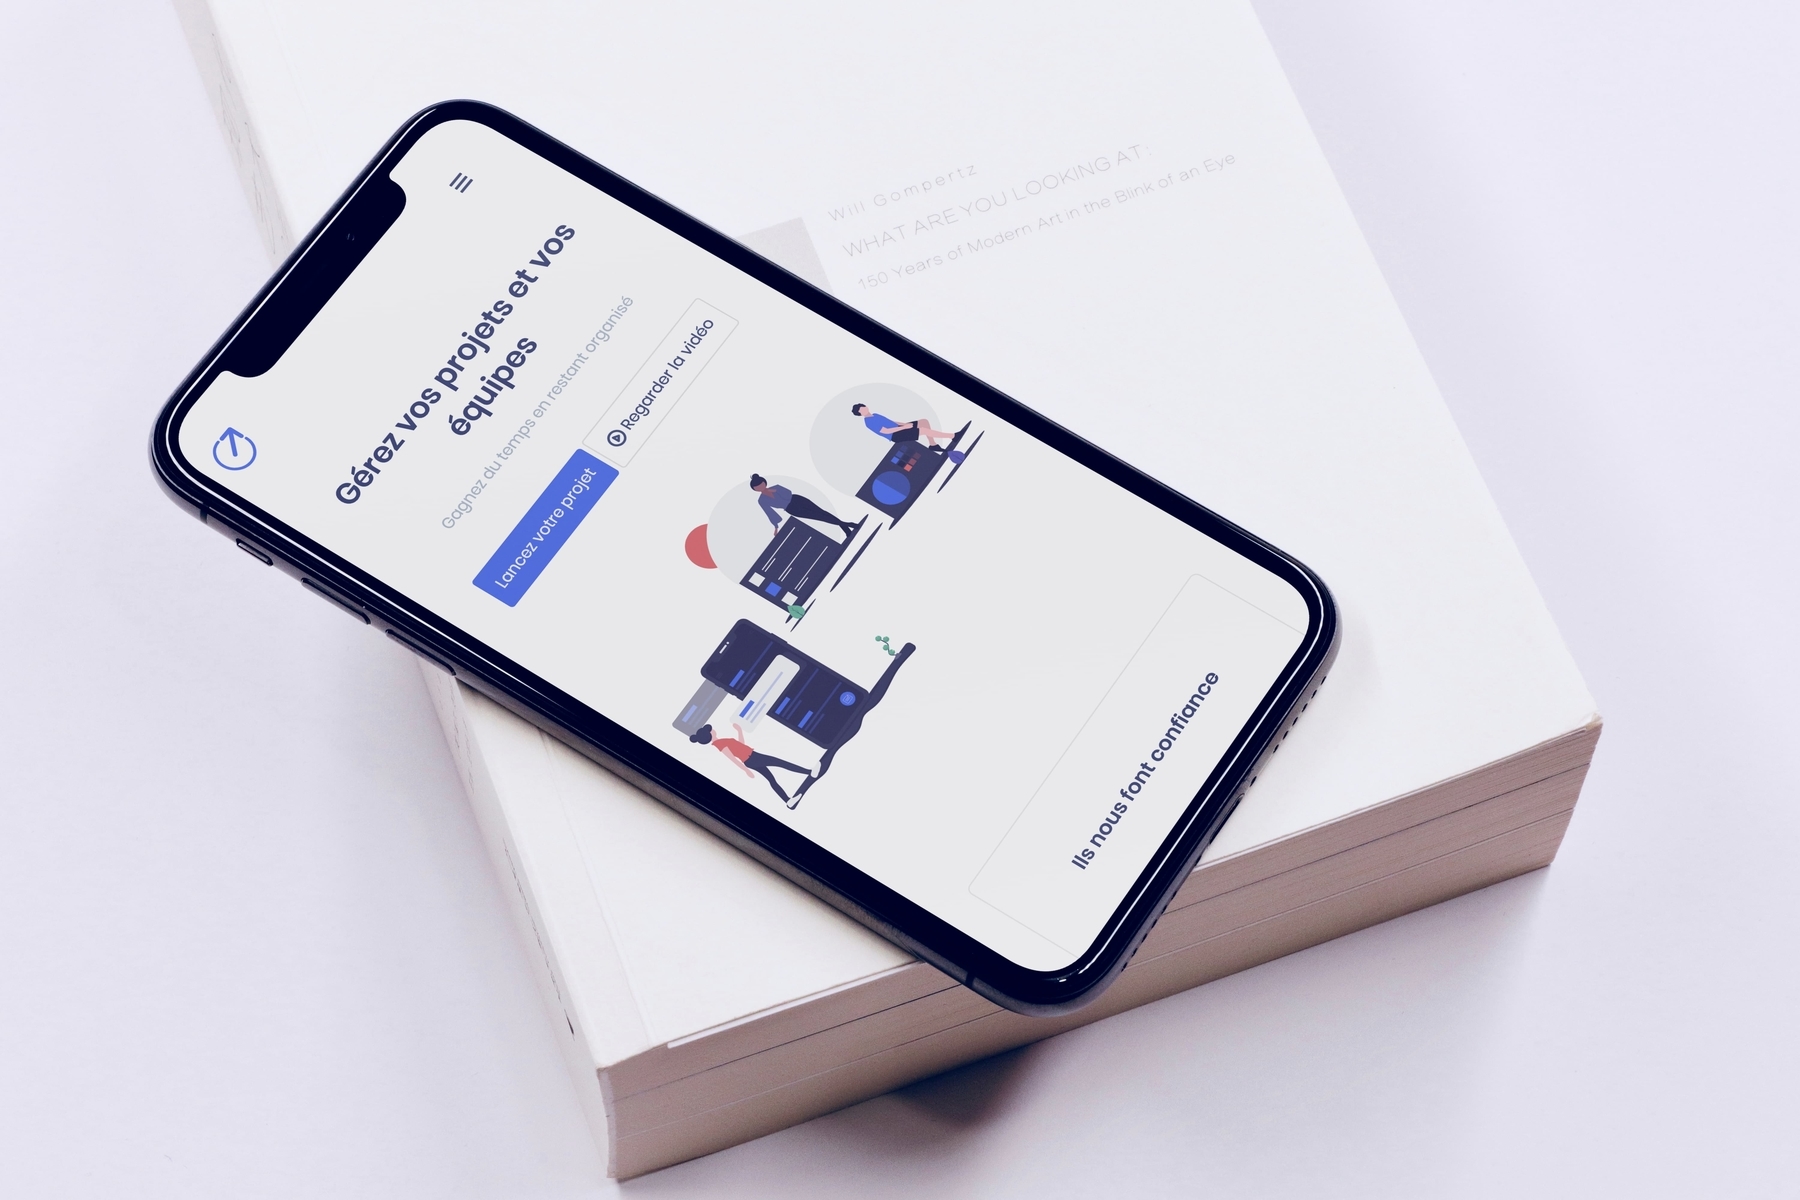 Gérez vos projets et vos
équipes
Gagnez du temps en restant organisé
Lancez votre projet
Regarder la vidéo
Ils nous font confiance
Will Gompertz
WHAT ARE YOU LOOKING AT:
150 Years of Modern Art in the Blink of an Eye